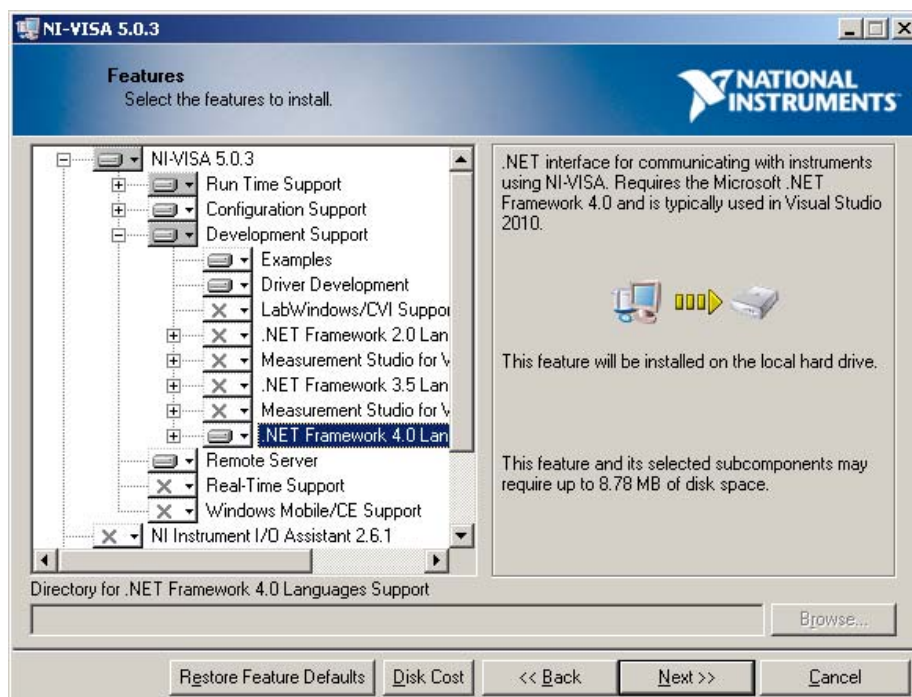 NI-VISA 5.0.3
Features
Select the features to install.
NATIONAL
INSTRUMENTS
NI-VISA 5.0.3
Run Time Support
Configuration Support
Development Support
Examples
Driver Development
LabWindows/CVI Suppor
.NET Framework 2.0 Lan
Measurement Studio for V
.NET Framework 3.5 Lan
Measurement Studio for V
.NET Framework 4.0 Lan
Remote Server
Real-Time Support
Windows Mobile/CE Support
NI Instrument I/O Assistant 2.6.1
.NET interface for communicating with instruments
using NI-VISA. Requires the Microsoft .NET
Framework 4.0 and is typically used in Visual Studio
2010.
This feature will be installed on the local hard drive.
This feature and its selected subcomponents may
require up to 8.78 MB of disk space.
Directory for .NET Framework 4.0 Languages Support
Browse...
Restore Feature Defaults
Disk Cost
<< Back
Next >>
Cancel